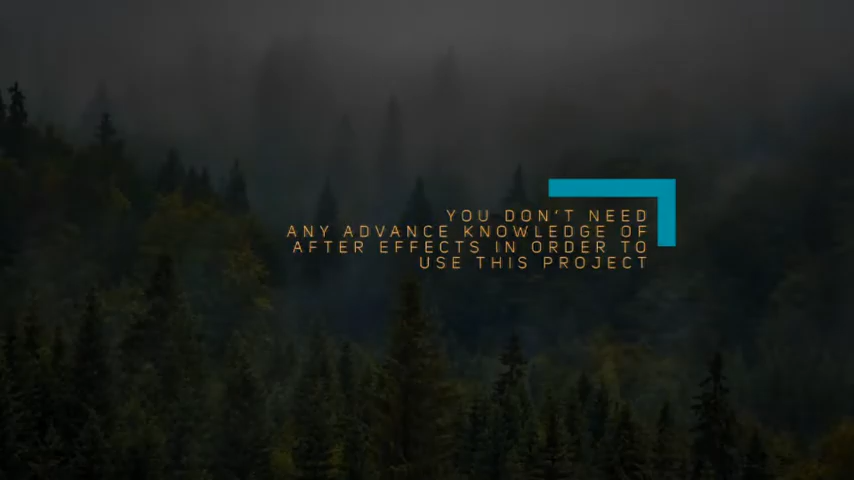 YOU DON'T NEED
ANY ADVANCE KNOWLEDGE OF
AFTER EFFECTS IN ORDER TO
USE THIS PROJECT